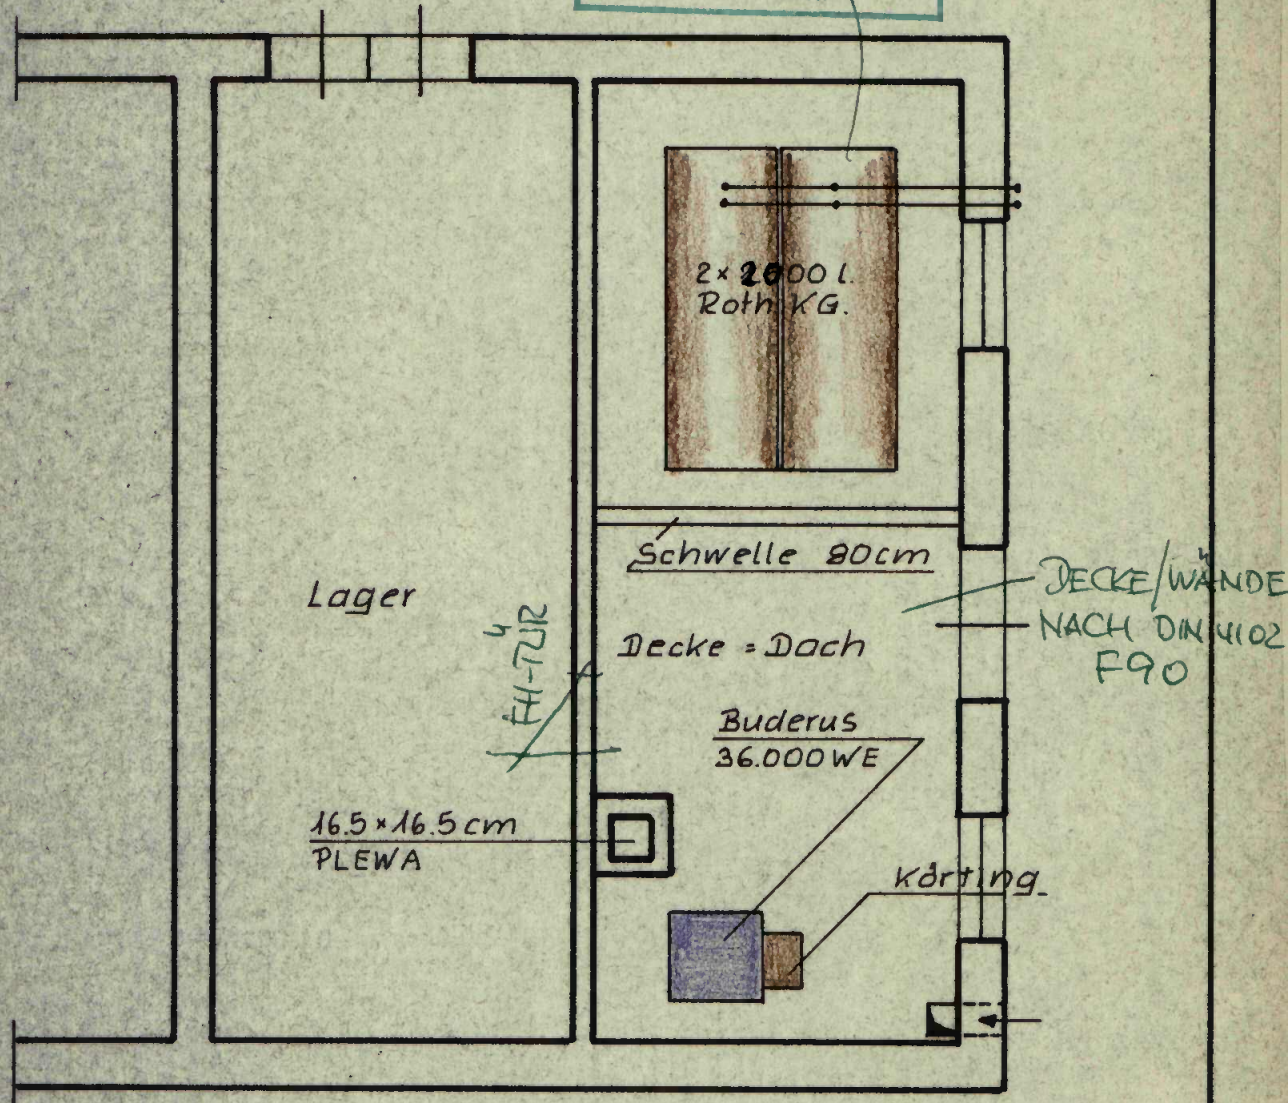 2× 2000 l.
Roth KG.
Schwelle 80cm
DECKE/WÄNDE
NACH DIN 4102
F90
Lager
FH-TÜR
Decke = Dach
Buderus
36.000 WE
16.5 × 16.5 cm
PLEWA
Körting